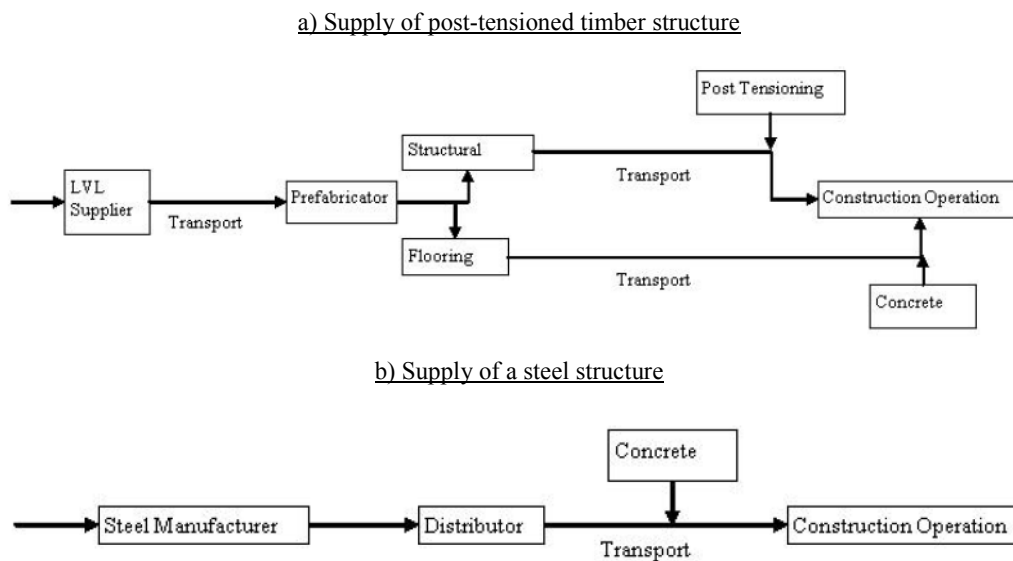 a) Supply of post-tensioned timber structure
Post Tensioning
Structural
Transport
LVL
Supplier
Transport
Prefabricator
Construction Operation
Flooring
Transport
Concrete
b) Supply of a steel structure
Concrete
Steel Manufacturer
Distributor
Construction Operation
Transport